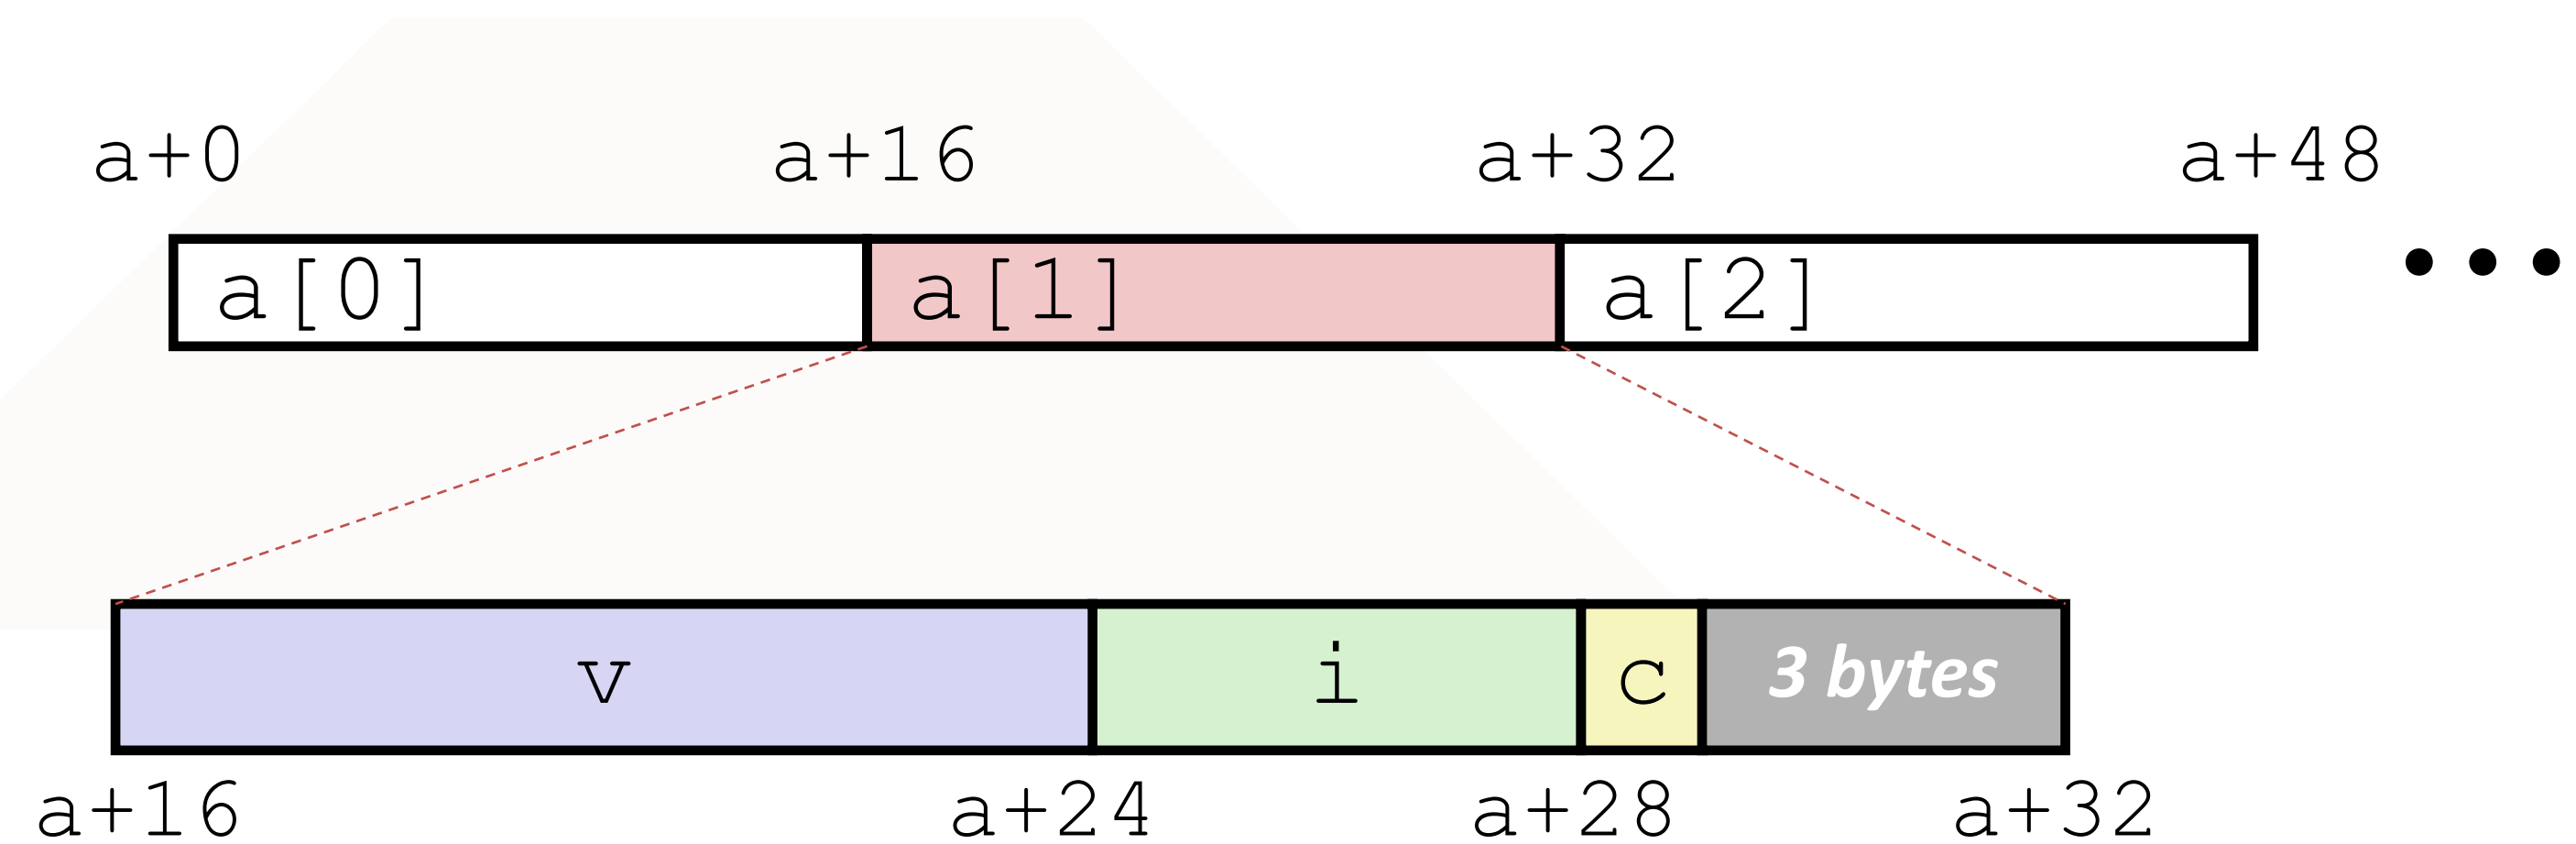 a+0 a+16 a+32 a+48
a[0] a[1] a[2] •••
v i c 3 bytes
a+16 a+24 a+28 a+32